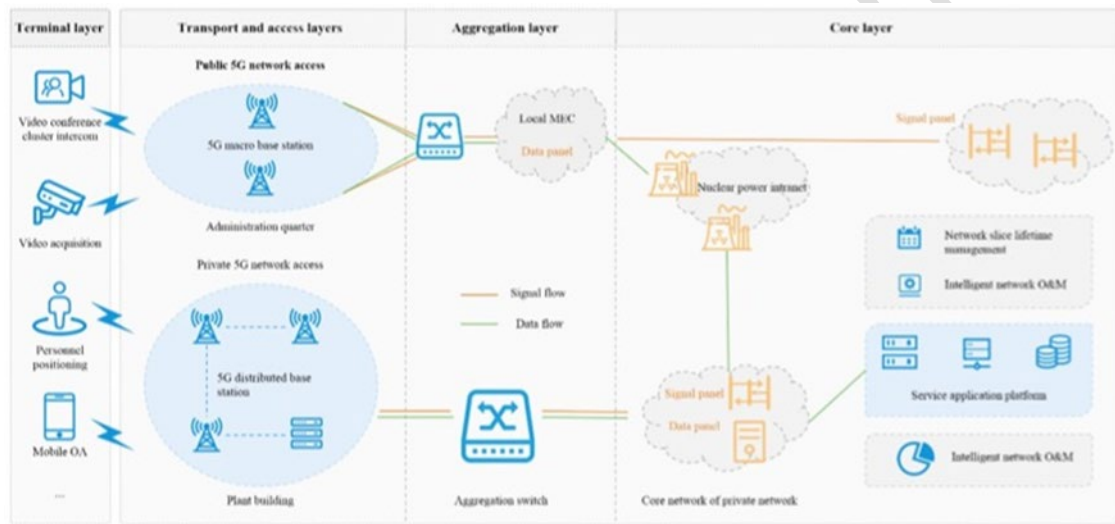 Terminal layer
Transport and access layers
Aggregation layer
Core layer
Video conference
cluster intercom
Video acquisition
Personnel
positioning
Mobile OA
...
Public 5G network access
5G macro base station
Administration quarter
Private 5G network access
5G distributed base
station
Plant building
Local MEC
Data panel
Signal flow
Data flow
Aggregation switch
Signal panel
Nuclear power intranet
Network slice lifetime
management
Intelligent network O&M
Signal panel
Data panel
Core network of private network
Service application platform
Intelligent network O&M